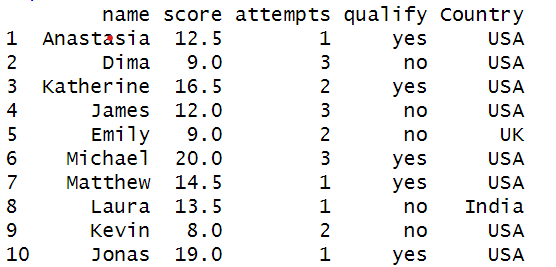 name score attempts qualify Country
1 Anastasia 12.5 1 yes USA
2 Dima 9.0 3 no USA
3 Katherine 16.5 2 yes USA
4 James 12.0 3 no USA
5 Emily 9.0 2 no UK
6 Michael 20.0 3 yes USA
7 Matthew 14.5 1 yes USA
8 Laura 13.5 1 no India
9 Kevin 8.0 2 no USA
10 Jonas 19.0 1 yes USA